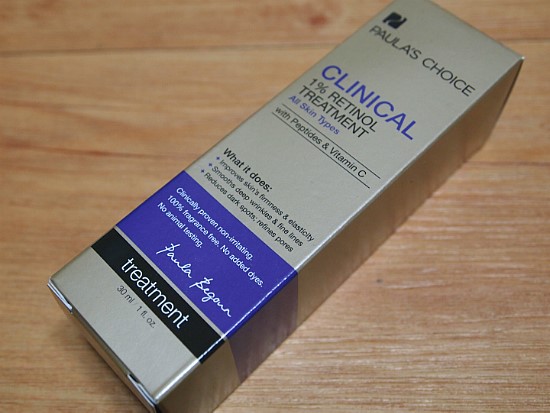 PAULA'S CHOICE
CLINICAL
1% RETINOL
TREATMENT
All Skin Types
with Peptides & Vitamin C
What it does:
+ Improves skin's firmness & elasticity
+ Smooths deep wrinkles & fine lines
+ Reduces dark spots; refines pores
Clinically proven non-irritating.
100% fragrance free. No added dyes.
No animal testing.
Paula Begoun
treatment
30 ml 1 fl. oz.